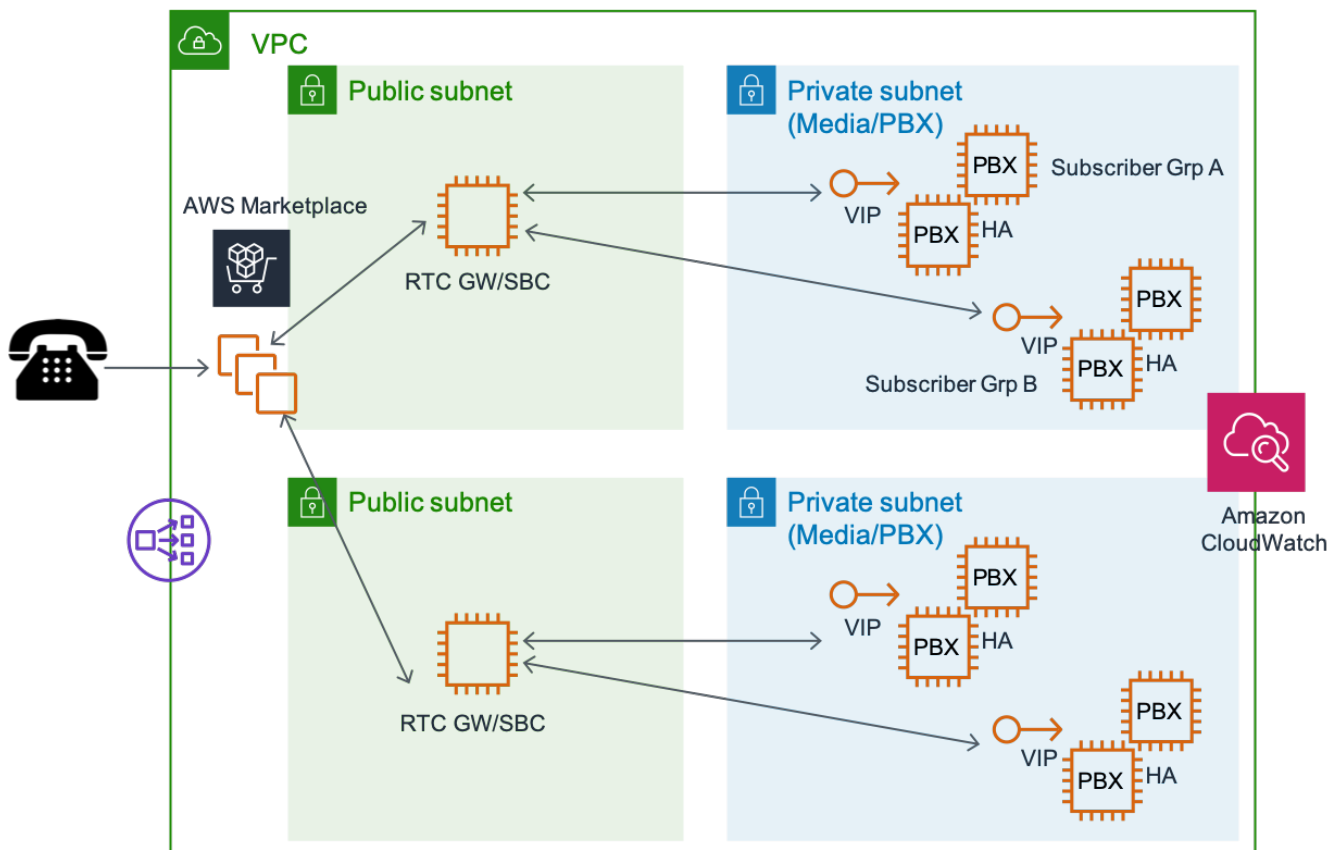 VPC
Public subnet
Private subnet
(Media/PBX)
AWS Marketplace
RTC GW/SBC
VIP
PBX
PBX
HA
Subscriber Grp A
VIP
PBX
PBX
HA
Subscriber Grp B
Amazon
CloudWatch
Public subnet
Private subnet
(Media/PBX)
RTC GW/SBC
VIP
PBX
PBX
HA
VIP
PBX
PBX
HA